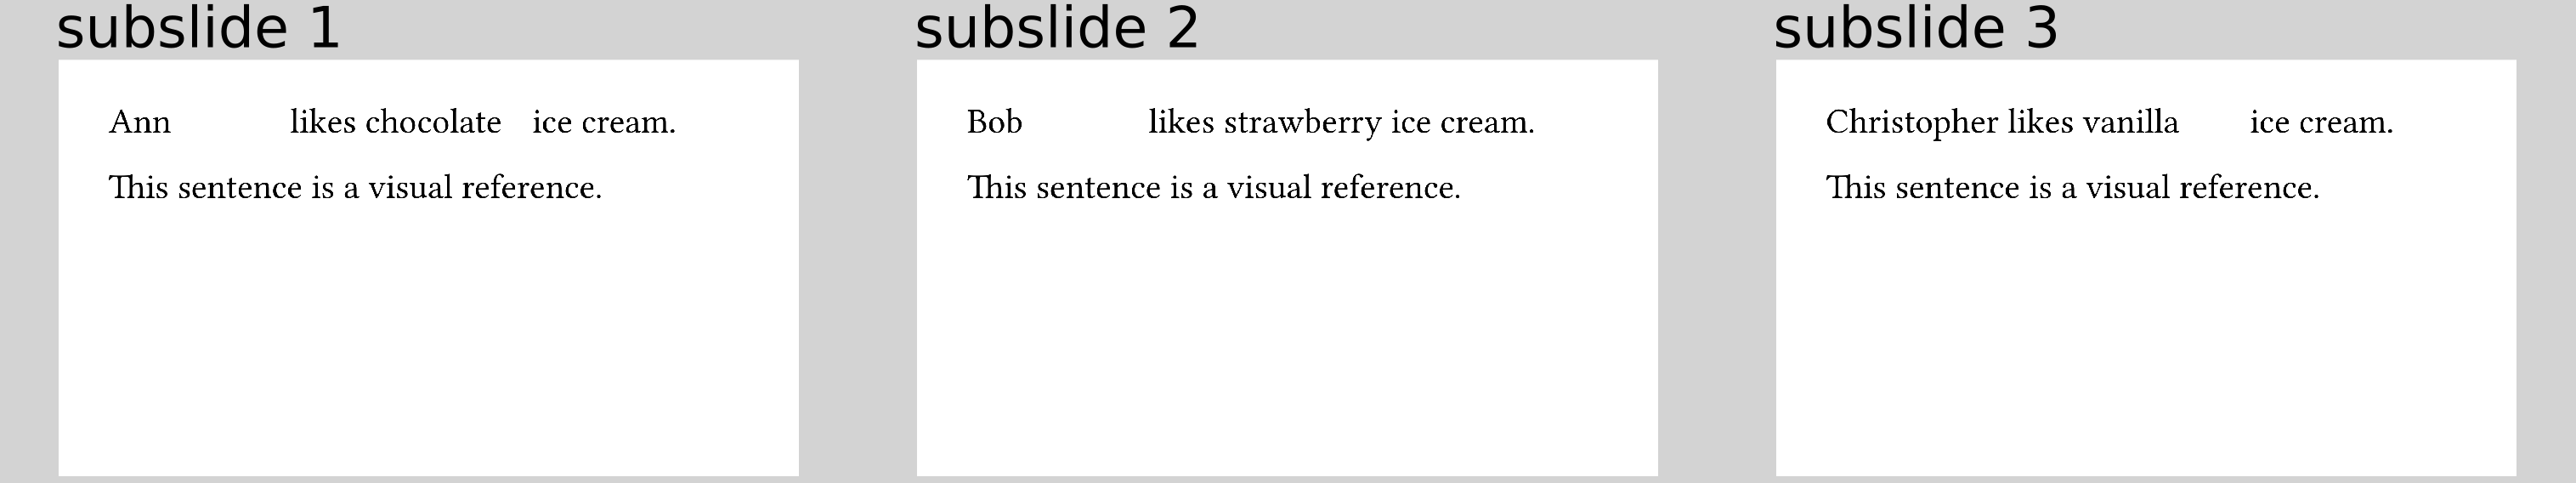 subslide 1
Ann likes chocolate ice cream.
This sentence is a visual reference.
subslide 2
Bob likes strawberry ice cream.
This sentence is a visual reference.
subslide 3
Christopher likes vanilla ice cream.
This sentence is a visual reference.